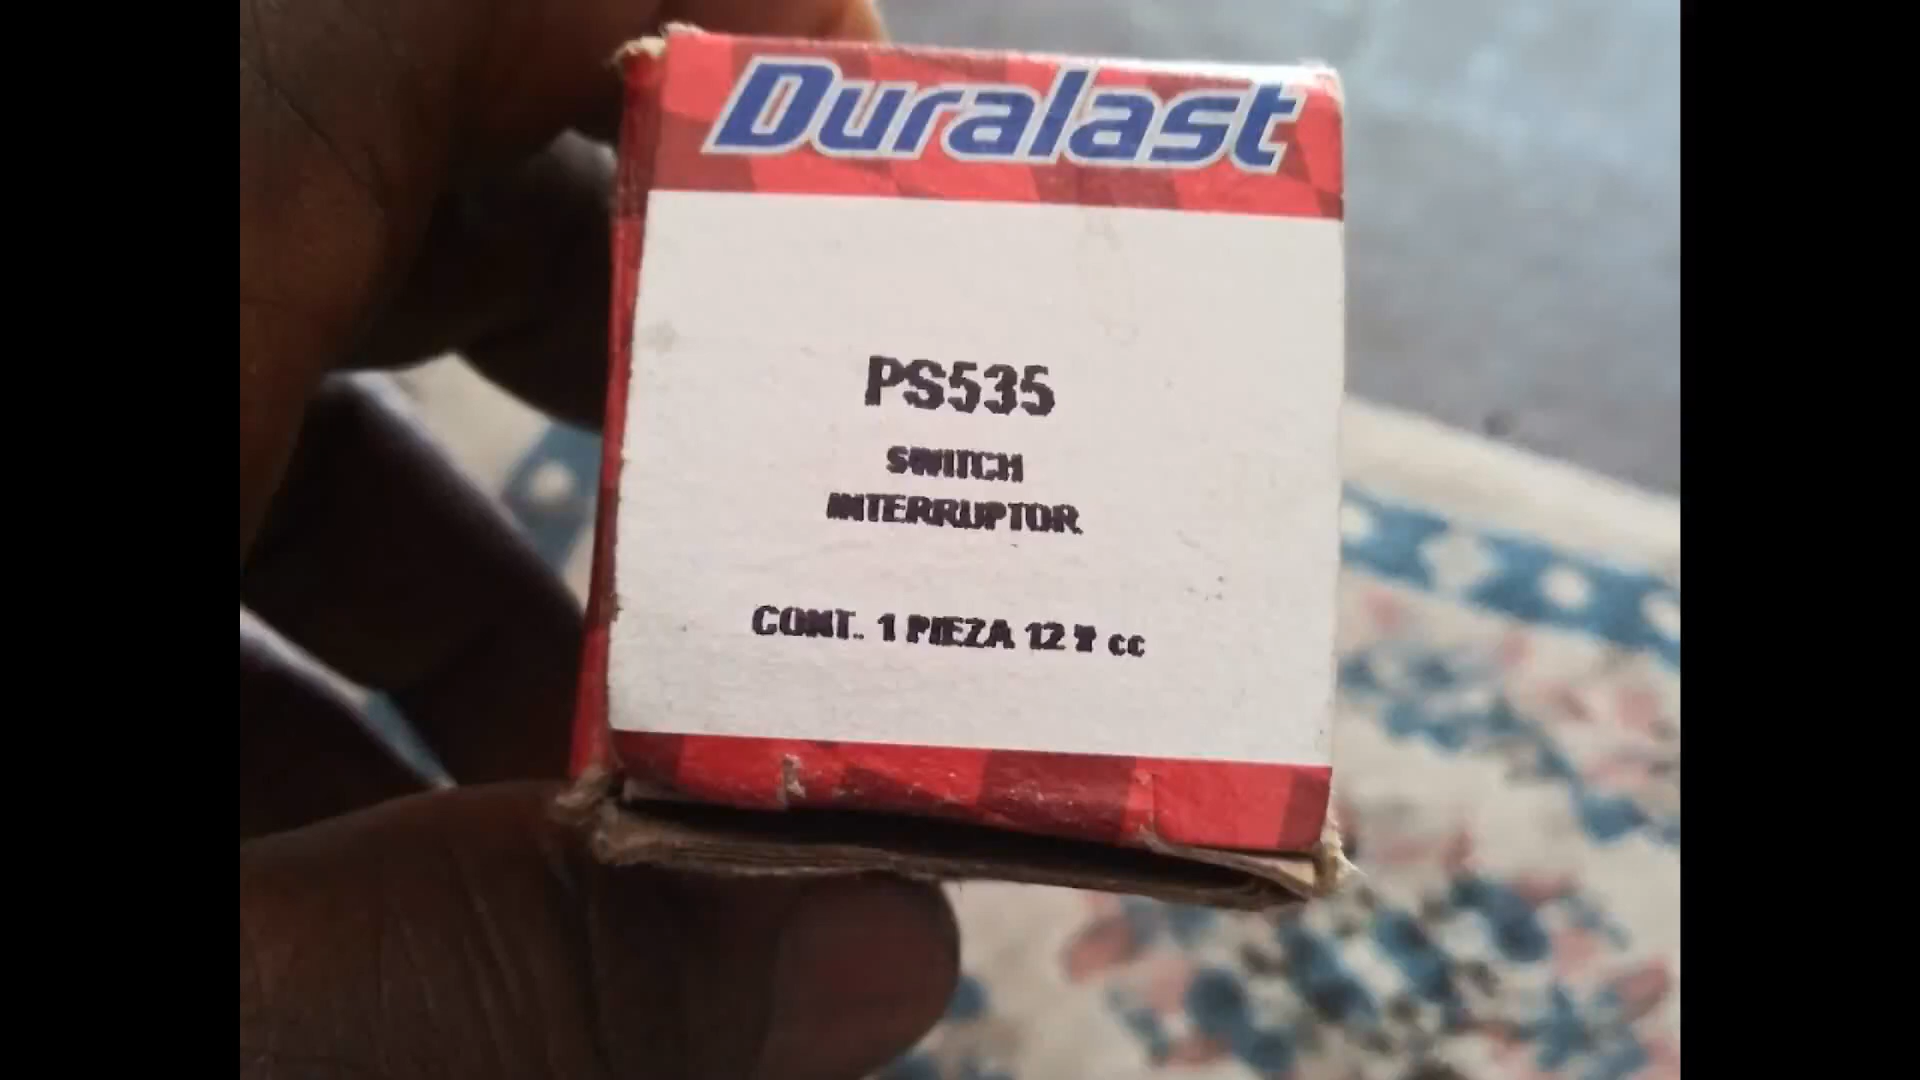 Duralast
PS535
SWITCH
INTERRUPTOR
CONT. 1 PIEZA 12 V cc